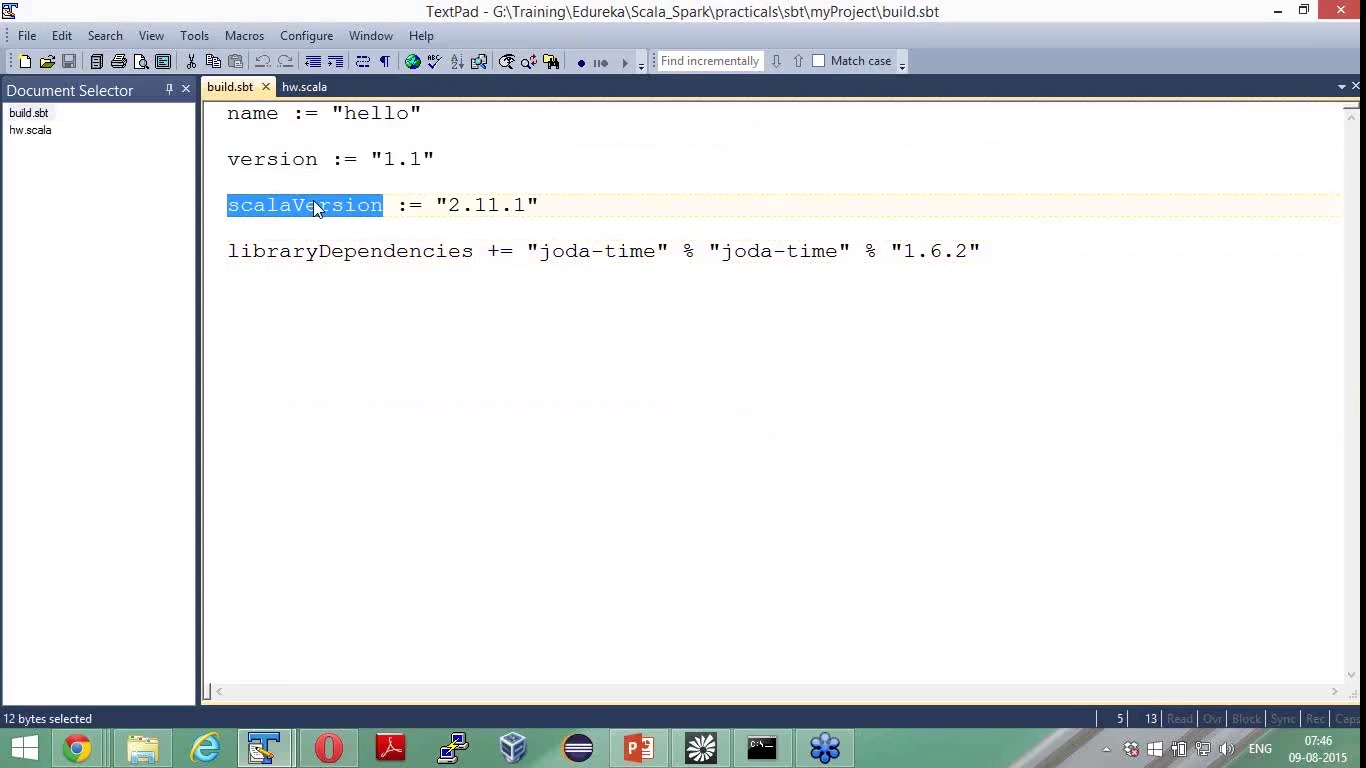 TextPad - G:\Training\Edureka\Scala_Spark\practicals\sbt\myProject\build.sbt
File Edit Search View Tools Macros Configure Window Help
Find incrementally Match case
Document Selector
build.sbt
hw.scala
build.sbt hw.scala
name := "hello"
version := "1.1"
scalaVersion := "2.11.1"
libraryDependencies += "joda-time" % "joda-time" % "1.6.2"
12 bytes selected 5 13 Read Ovr Block Sync Rec Caps
ENG 07:46
09-08-2015